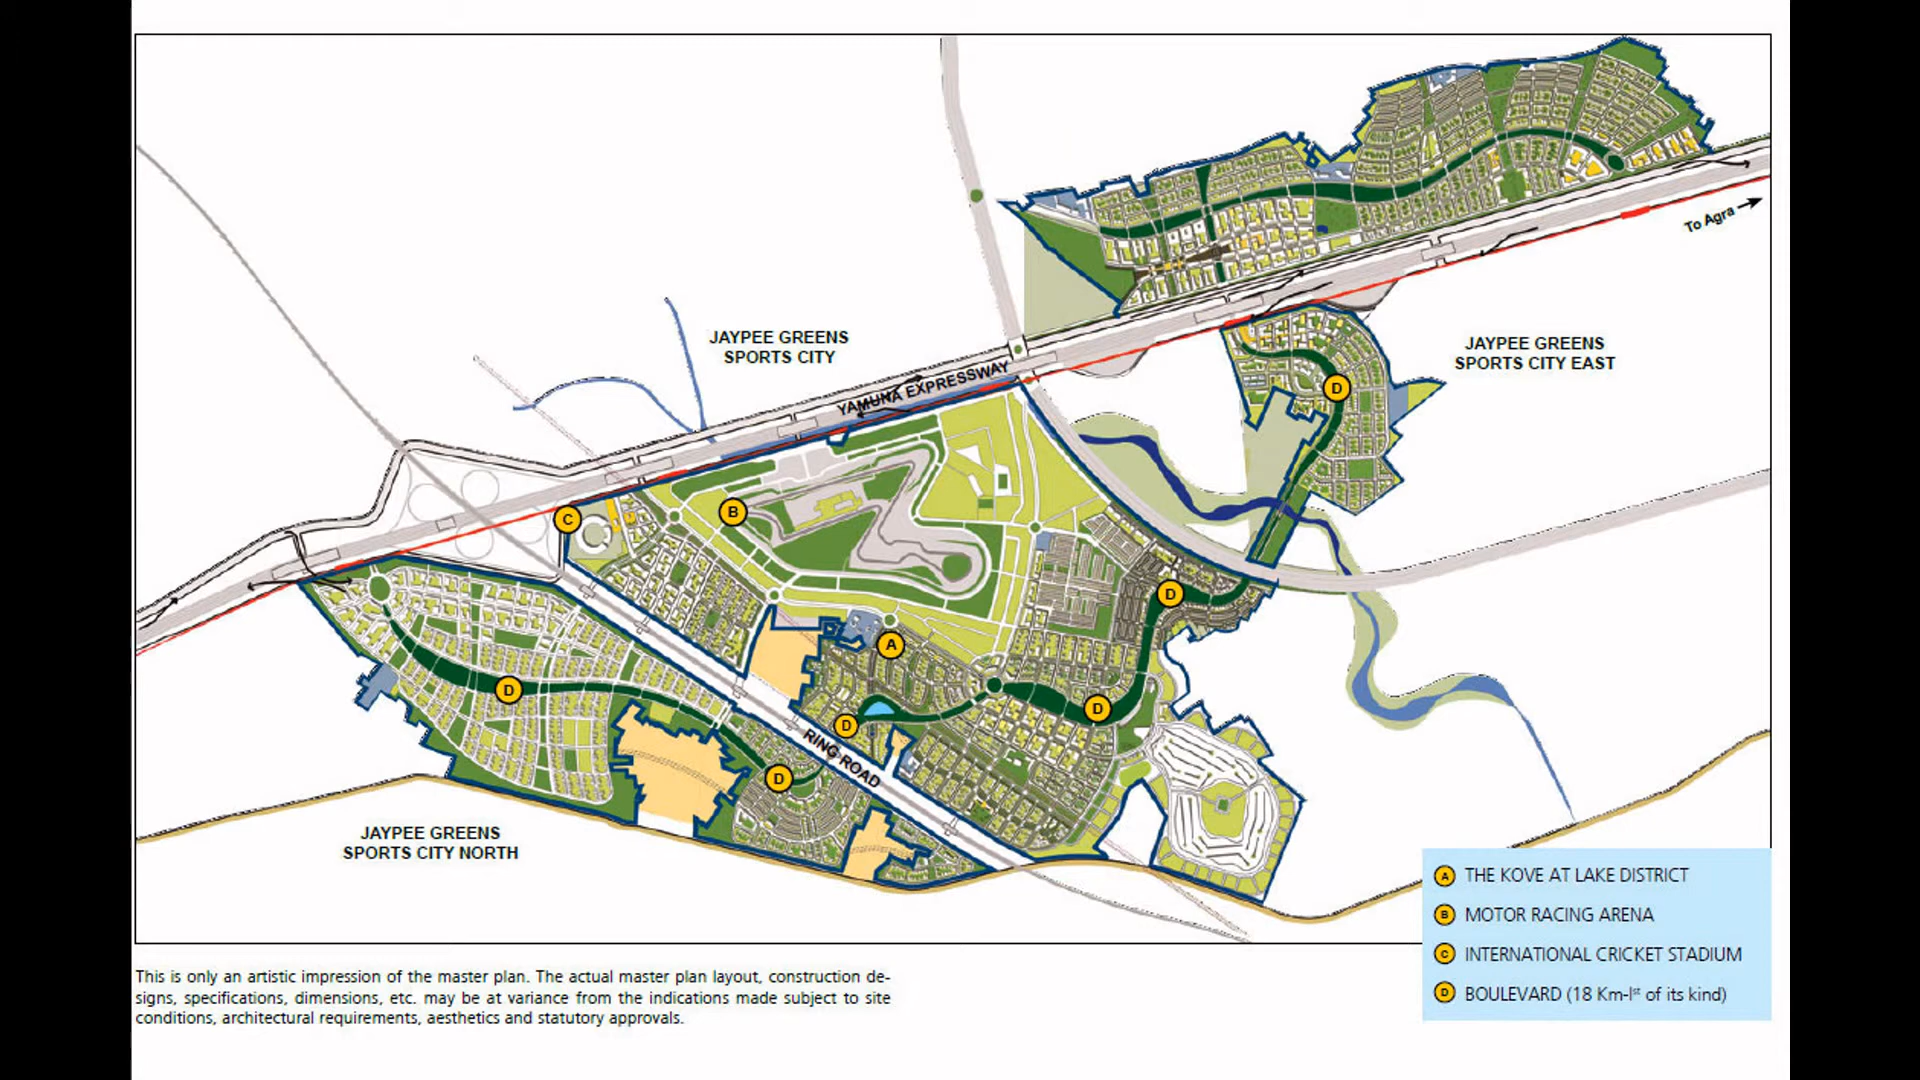 To Agra
JAYPEE GREENS
SPORTS CITY
JAYPEE GREENS
SPORTS CITY EAST
YAMUNA EXPRESSWAY
D
C
B
D
A
D
D
D
D
RING ROAD
JAYPEE GREENS
SPORTS CITY NORTH
A THE KOVE AT LAKE DISTRICT
B MOTOR RACING ARENA
C INTERNATIONAL CRICKET STADIUM
D BOULEVARD (18 Km-Iˢᵗ of its kind)
This is only an artistic impression of the master plan. The actual master plan layout, construction de-
signs, specifications, dimensions, etc. may be at variance from the indications made subject to site
conditions, architectural requirements, aesthetics and statutory approvals.